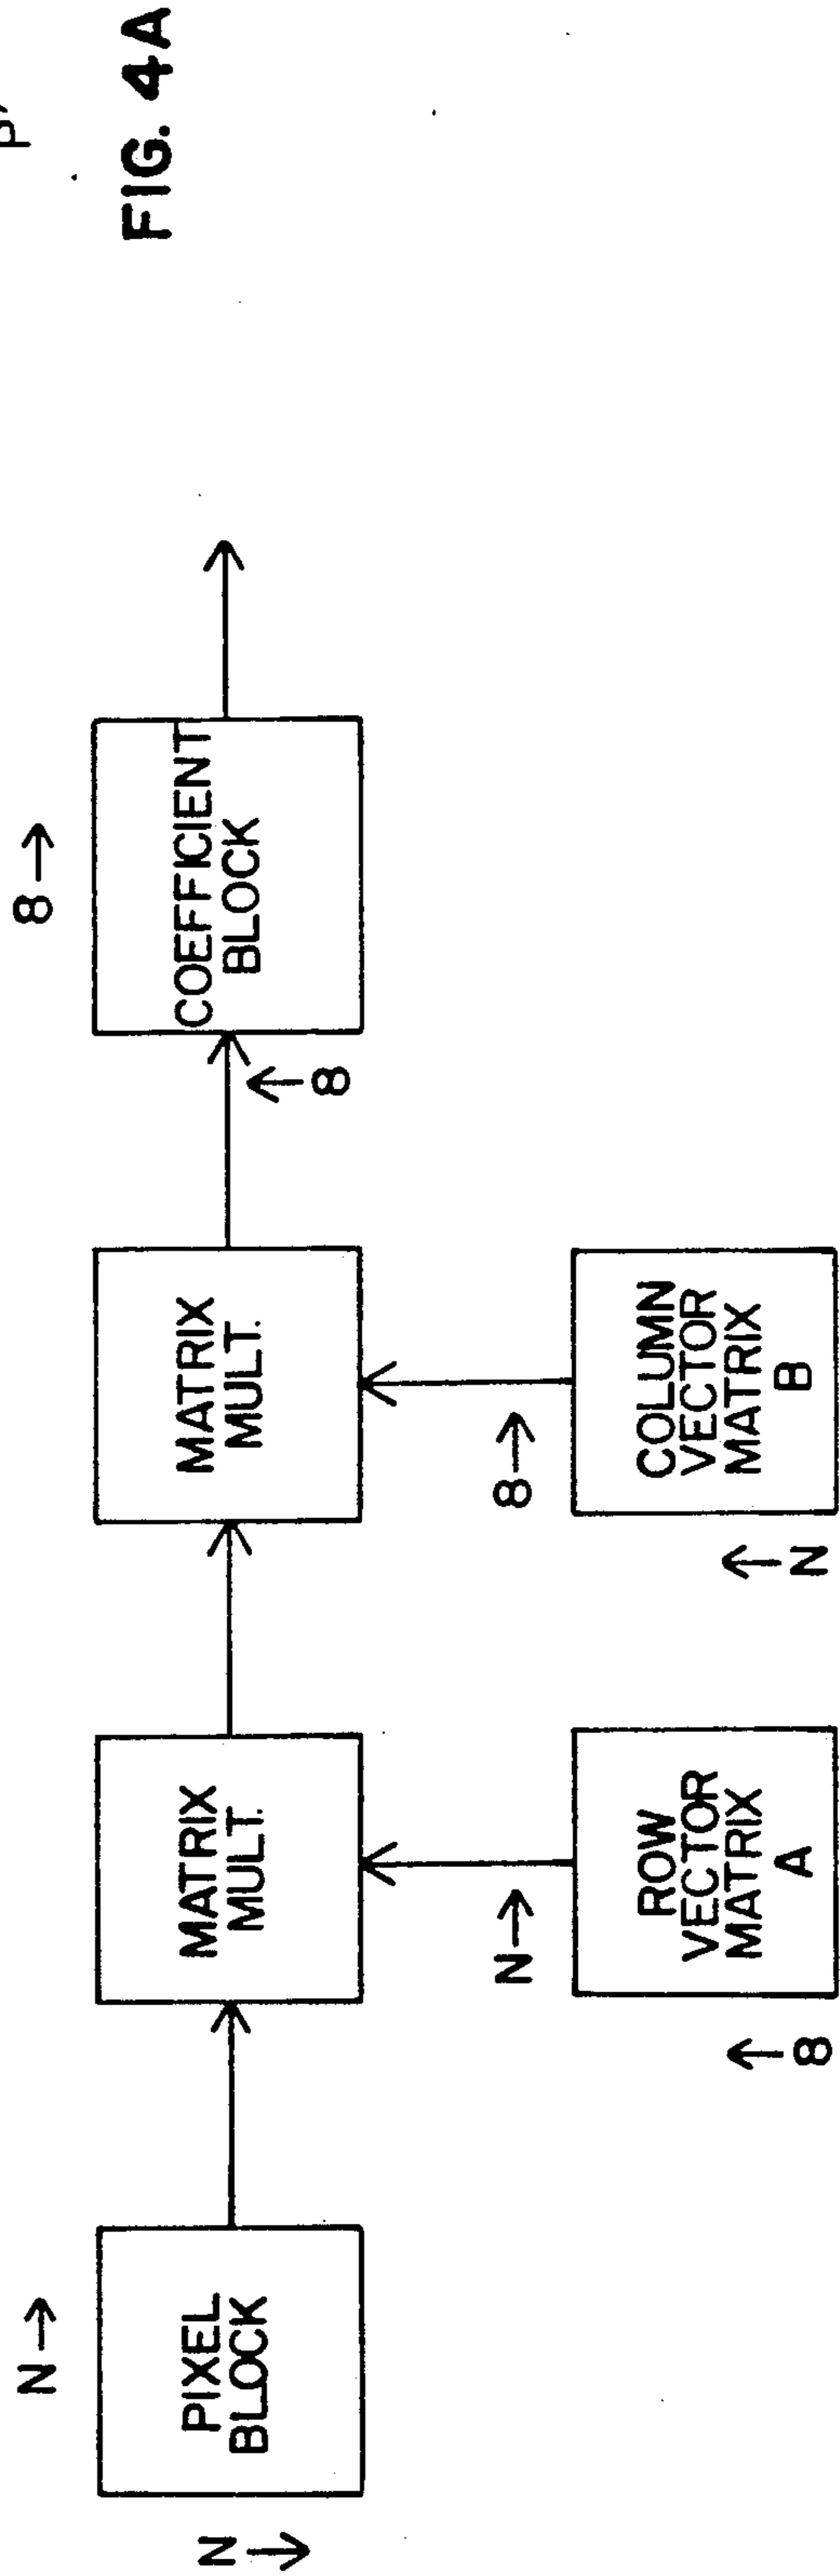 FIG. 4A
N→
N→
PIXEL
BLOCK
MATRIX
MULT.
N→
8→
ROW
VECTOR
MATRIX
A
MATRIX
MULT.
8→
N→
COLUMN
VECTOR
MATRIX
B
8→
8→
COEFFICIENT
BLOCK